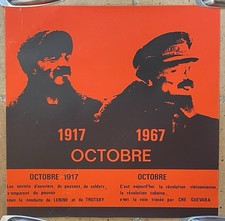 1917 1967
OCTOBRE
OCTOBRE 1917
Les soviets d'ouvriers, de paysans, de soldats,
s'emparent du pouvoir
sous la conduite de LENINE et de TROTSKY
OCTOBRE
C'est aujourd'hui la révolution vietnamienne,
la révolution cubaine,
c'est la voie tracée par CHE GUEVARA